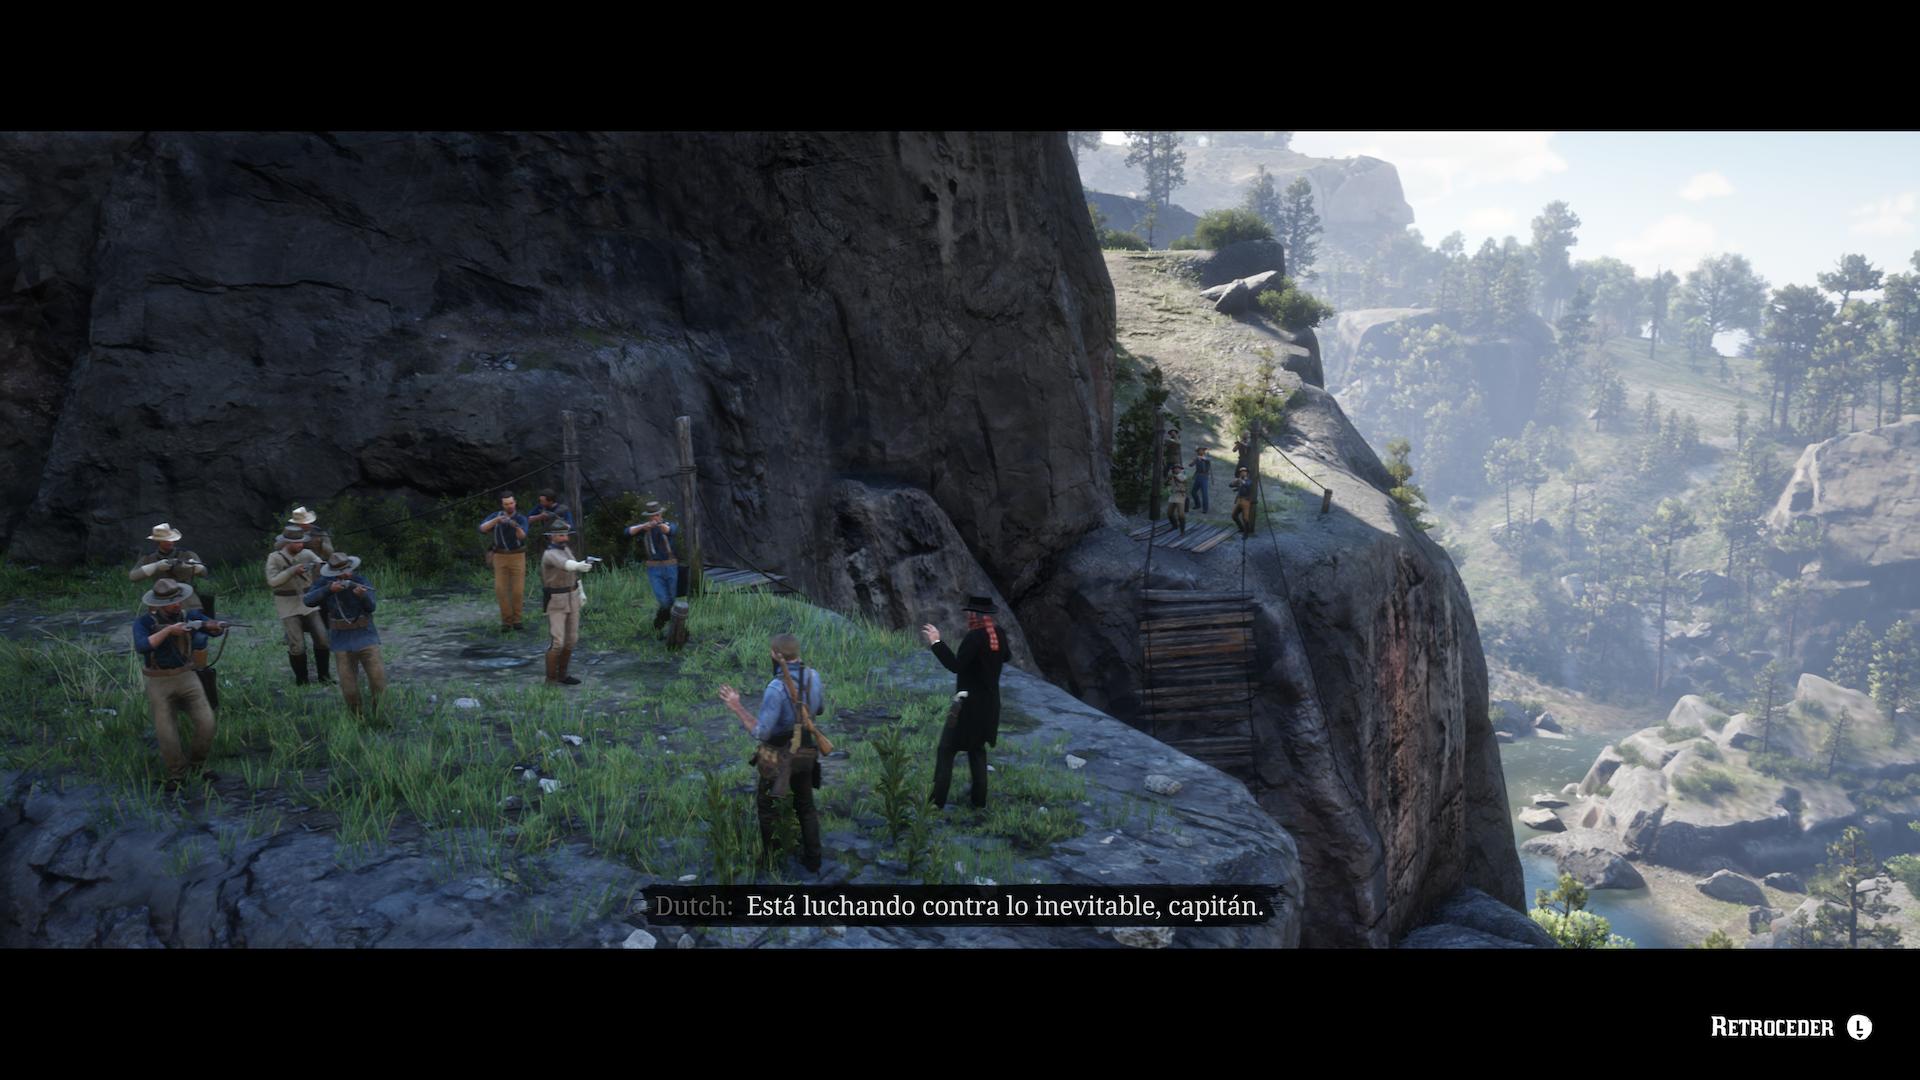 Dutch: Está luchando contra lo inevitable, capitán.
RETROCEDER L